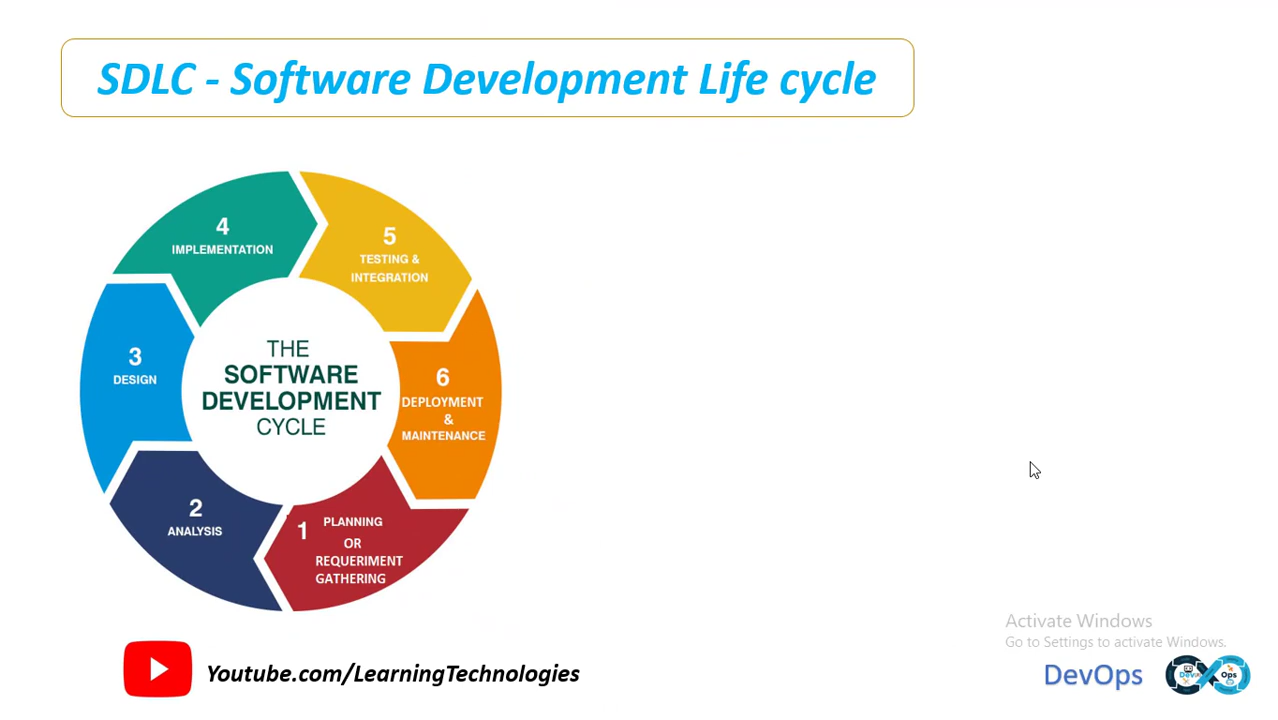 SDLC - Software Development Life cycle
4
IMPLEMENTATION
5
TESTING &
INTEGRATION
3
DESIGN
THE
SOFTWARE
DEVELOPMENT
CYCLE
6
DEPLOYMENT
&
MAINTENANCE
2
ANALYSIS
1 PLANNING
OR
REQUERIMENT
GATHERING
Activate Windows
Go to Settings to activate Windows.
Youtube.com/LearningTechnologies
DevOps
Dev
Ops